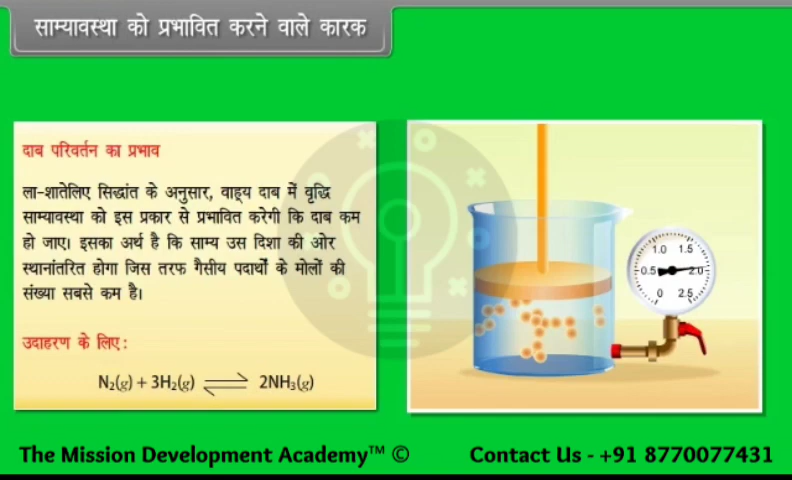 साम्यावस्था को प्रभावित करने वाले कारक
दाब परिवर्तन का प्रभाव
ला-शातेलिए सिद्धांत के अनुसार, वाह्य दाब में वृद्धि
साम्यावस्था को इस प्रकार से प्रभावित करेगी कि दाब कम
हो जाए। इसका अर्थ है कि साम्य उस दिशा की ओर
स्थानांतरित होगा जिस तरफ गैसीय पदार्थों के मोलों की
संख्या सबसे कम है।
उदाहरण के लिए:
N₂(g) + 3H₂(g) ⇌ 2NH₃(g)
1.0 1.5
0.5 2.0
0 2.5
The Mission Development Academy™ © Contact Us - +91 8770077431